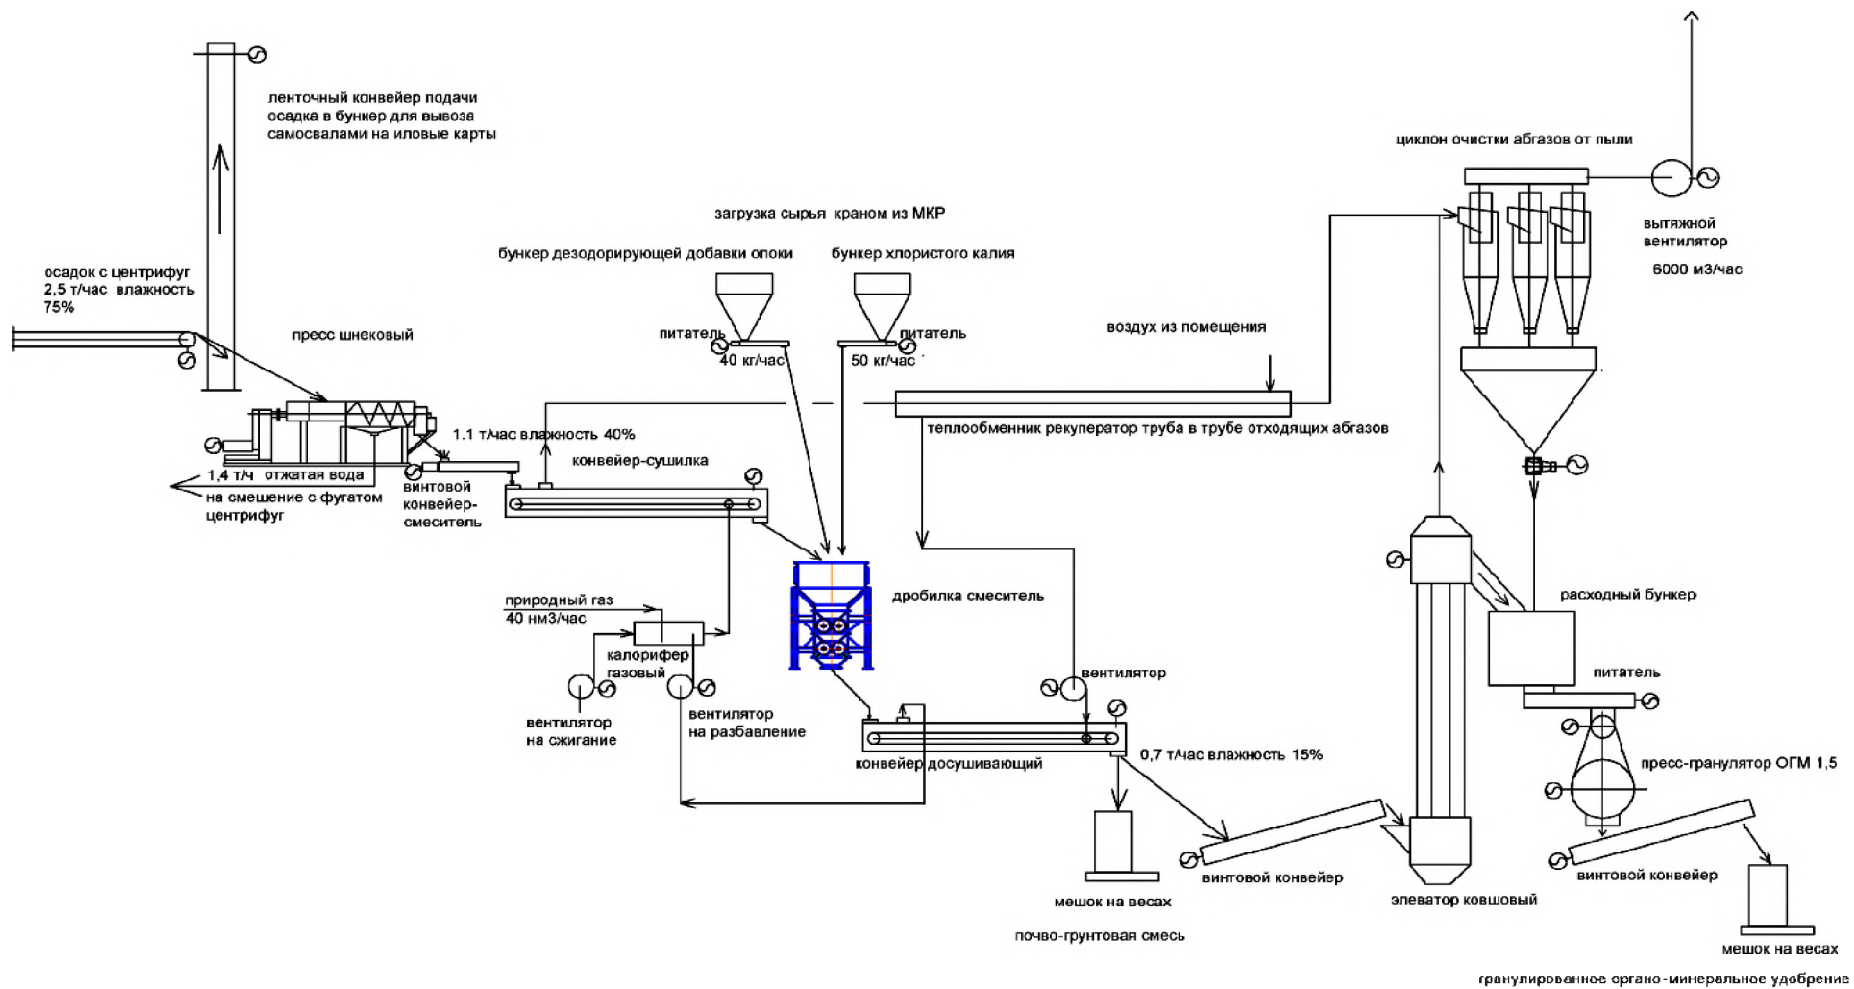 ленточный конвейер подачи
осадка в бункер для вывоза
самосвалами на иловые карты
циклон очистки абгазов от пыли
загрузка сырья краном из МКР
вытяжной
вентилятор
6000 м3/час
бункер дезодорирующей добавки опоки
бункер хлористого калия
осадок с центрифуг
2,5 т/час влажность
75%
пресс шнековый
питатель
40 кг/час
питатель
50 кг/час
воздух из помещения
теплообменник рекуператор труба в трубе отходящих абгазов
1.1 т/час влажность 40%
конвейер-сушилка
1,4 т/ч отжатая вода
на смешение с фугатом
центрифуг
винтовой
конвейер-
смеситель
природный газ
40 нм3/час
дробилка смеситель
расходный бункер
калорифер
газовый
вентилятор
питатель
вентилятор
на сжигание
вентилятор
на разбавление
конвейер досушивающий
0,7 т/час влажность 15%
пресс-гранулятор ОГМ 1,5
винтовой конвейер
винтовой конвейер
элеватор ковшовый
мешок на весах
почво-грунтовая смесь
мешок на весах
гранулированное органо-минеральное удобрение